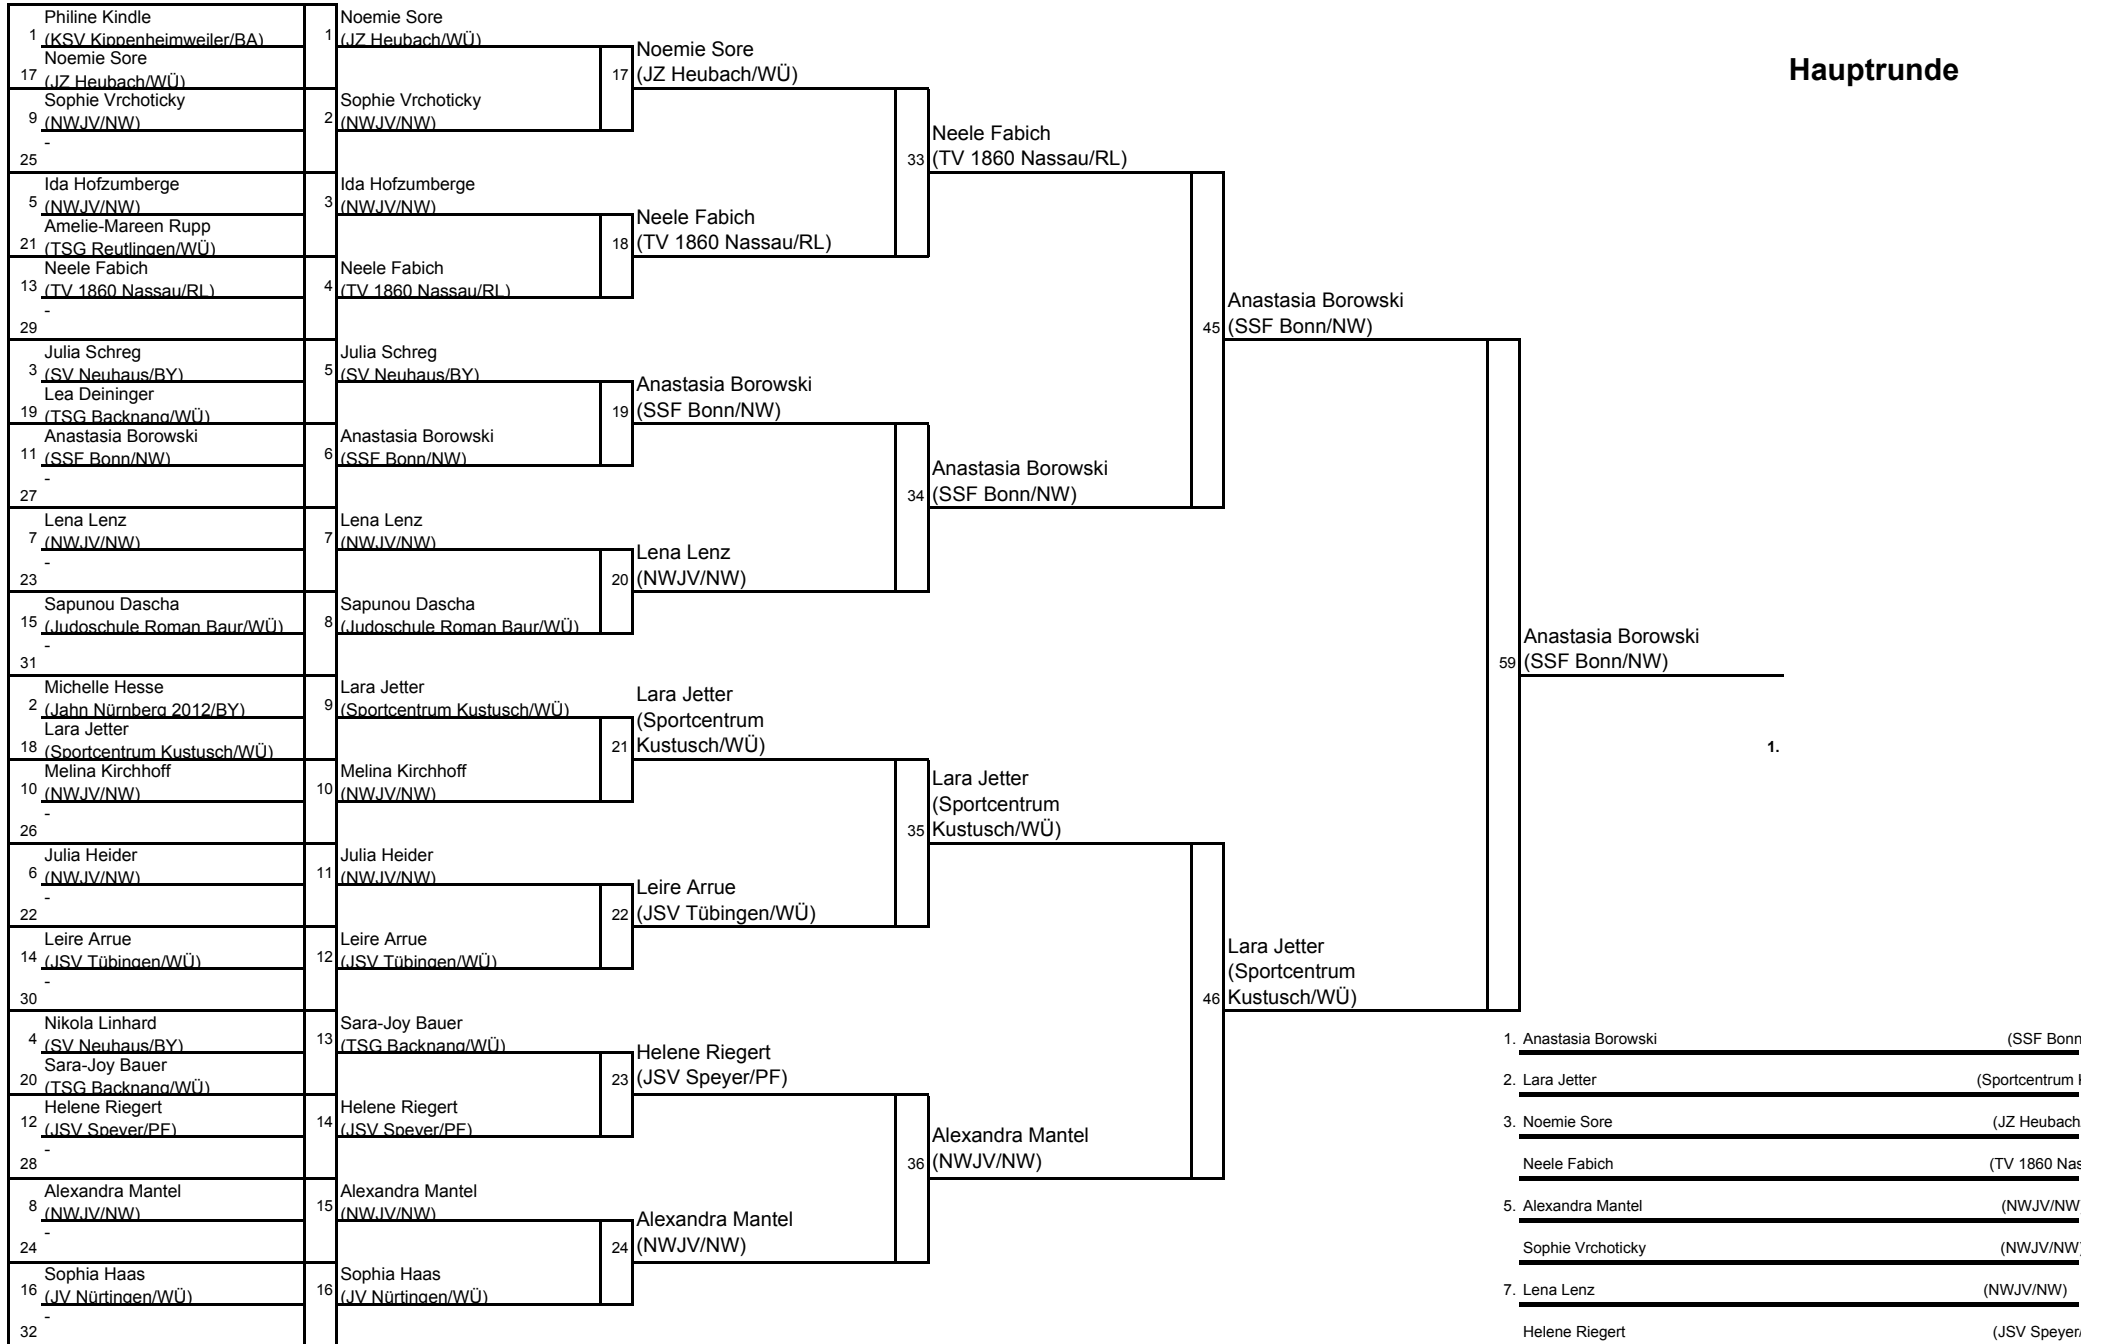 Hauptrunde
Philine Kindle
1 (KSV Kippenheimweiler/BA)
Noemie Sore
17 (JZ Heubach/WÜ)
Sophie Vrchoticky
9 (NWJV/NW)
-
25
Ida Hofzumberge
5 (NWJV/NW)
Amelie-Mareen Rupp
21 (TSG Reutlingen/WÜ)
Neele Fabich
13 (TV 1860 Nassau/RL)
-
29
Julia Schreg
3 (SV Neuhaus/BY)
Lea Deininger
19 (TSG Backnang/WÜ)
Anastasia Borowski
11 (SSF Bonn/NW)
-
27
Lena Lenz
7 (NWJV/NW)
-
23
Sapunou Dascha
15 (Judoschule Roman Baur/WÜ)
-
31
Michelle Hesse
2 (Jahn Nürnberg 2012/BY)
Lara Jetter
18 (Sportcentrum Kustusch/WÜ)
Melina Kirchhoff
10 (NWJV/NW)
-
26
Julia Heider
6 (NWJV/NW)
-
22
Leire Arrue
14 (JSV Tübingen/WÜ)
-
30
Nikola Linhard
4 (SV Neuhaus/BY)
Sara-Joy Bauer
20 (TSG Backnang/WÜ)
Helene Riegert
12 (JSV Speyer/PF)
-
28
Alexandra Mantel
8 (NWJV/NW)
-
24
Sophia Haas
16 (JV Nürtingen/WÜ)
-
32
Noemie Sore
1 (JZ Heubach/WÜ)
Sophie Vrchoticky
2 (NWJV/NW)
Ida Hofzumberge
3 (NWJV/NW)
Neele Fabich
4 (TV 1860 Nassau/RL)
Julia Schreg
5 (SV Neuhaus/BY)
Anastasia Borowski
6 (SSF Bonn/NW)
Lena Lenz
7 (NWJV/NW)
Sapunou Dascha
8 (Judoschule Roman Baur/WÜ)
Lara Jetter
9 (Sportcentrum Kustusch/WÜ)
Melina Kirchhoff
10 (NWJV/NW)
Julia Heider
11 (NWJV/NW)
Leire Arrue
12 (JSV Tübingen/WÜ)
Sara-Joy Bauer
13 (TSG Backnang/WÜ)
Helene Riegert
14 (JSV Speyer/PF)
Alexandra Mantel
15 (NWJV/NW)
Sophia Haas
16 (JV Nürtingen/WÜ)
Noemie Sore
17 (JZ Heubach/WÜ)
Neele Fabich
18 (TV 1860 Nassau/RL)
Anastasia Borowski
19 (SSF Bonn/NW)
Lena Lenz
20 (NWJV/NW)
Lara Jetter
(Sportcentrum
21 Kustusch/WÜ)
Leire Arrue
22 (JSV Tübingen/WÜ)
Helene Riegert
23 (JSV Speyer/PF)
Alexandra Mantel
24 (NWJV/NW)
Neele Fabich
33 (TV 1860 Nassau/RL)
Anastasia Borowski
34 (SSF Bonn/NW)
Lara Jetter
(Sportcentrum
35 Kustusch/WÜ)
Alexandra Mantel
36 (NWJV/NW)
Anastasia Borowski
45 (SSF Bonn/NW)
Lara Jetter
(Sportcentrum
46 Kustusch/WÜ)
Anastasia Borowski
59 (SSF Bonn/NW)
1.
1. Anastasia Borowski (SSF Bonn
2. Lara Jetter (Sportcentrum
3. Noemie Sore (JZ Heubach
Neele Fabich (TV 1860 Nas
5. Alexandra Mantel (NWJV/NW
Sophie Vrchoticky (NWJV/NW
7. Lena Lenz (NWJV/NW)
Helene Riegert (JSV Speyer/